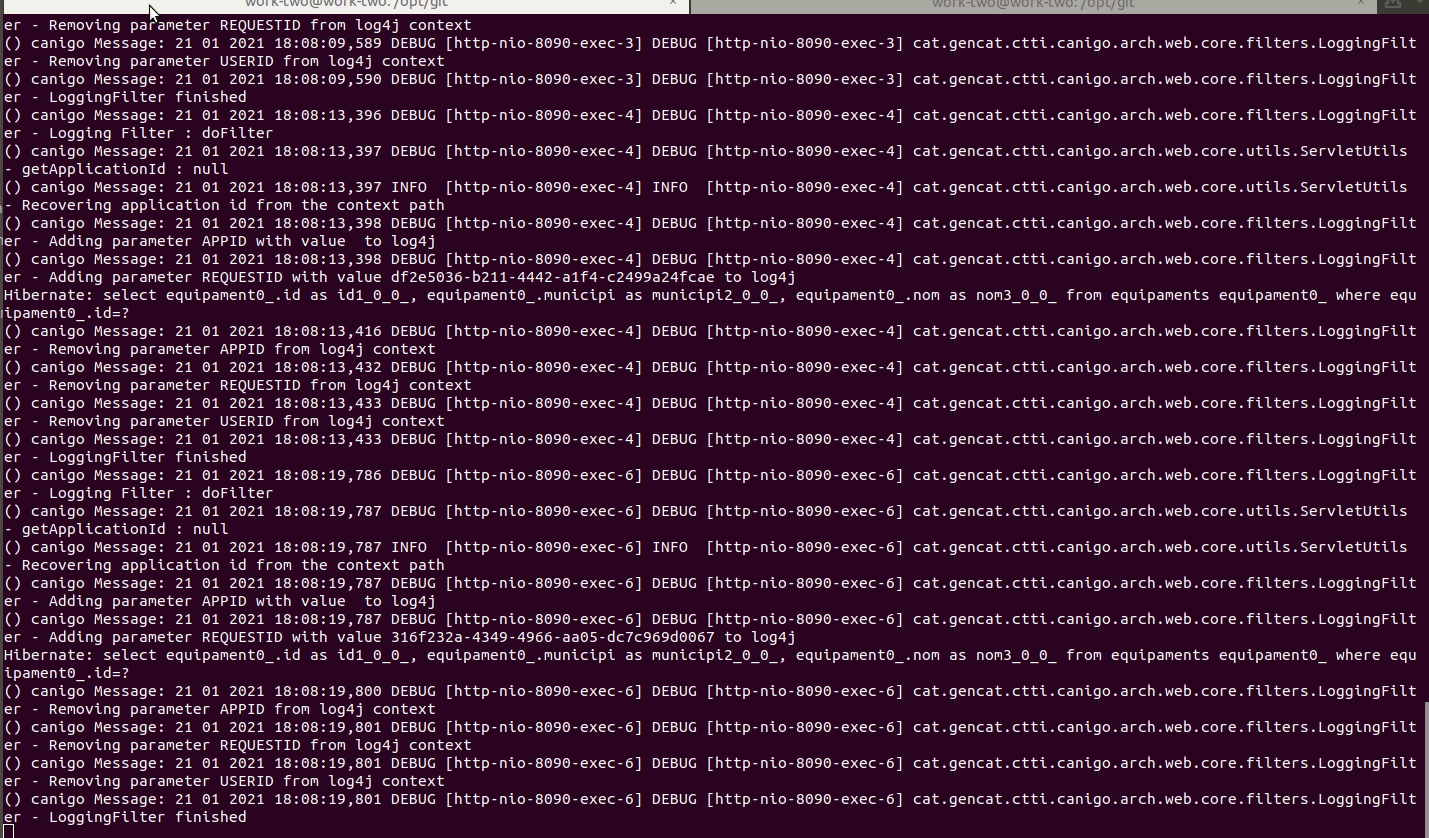 work-two@work-two: /opt/git × work-two@work-two: /opt/git ×
er - Removing parameter REQUESTID from log4j context
() canigo Message: 21 01 2021 18:08:09,589 DEBUG [http-nio-8090-exec-3] DEBUG [http-nio-8090-exec-3] cat.gencat.ctti.canigo.arch.web.core.filters.LoggingFilt
er - Removing parameter USERID from log4j context
() canigo Message: 21 01 2021 18:08:09,590 DEBUG [http-nio-8090-exec-3] DEBUG [http-nio-8090-exec-3] cat.gencat.ctti.canigo.arch.web.core.filters.LoggingFilt
er - LoggingFilter finished
() canigo Message: 21 01 2021 18:08:13,396 DEBUG [http-nio-8090-exec-4] DEBUG [http-nio-8090-exec-4] cat.gencat.ctti.canigo.arch.web.core.filters.LoggingFilt
er - Logging Filter : doFilter
() canigo Message: 21 01 2021 18:08:13,397 DEBUG [http-nio-8090-exec-4] DEBUG [http-nio-8090-exec-4] cat.gencat.ctti.canigo.arch.web.core.utils.ServletUtils
- getApplicationId : null
() canigo Message: 21 01 2021 18:08:13,397 INFO  [http-nio-8090-exec-4] INFO  [http-nio-8090-exec-4] cat.gencat.ctti.canigo.arch.web.core.utils.ServletUtils
- Recovering application id from the context path
() canigo Message: 21 01 2021 18:08:13,398 DEBUG [http-nio-8090-exec-4] DEBUG [http-nio-8090-exec-4] cat.gencat.ctti.canigo.arch.web.core.filters.LoggingFilt
er - Adding parameter APPID with value  to log4j
() canigo Message: 21 01 2021 18:08:13,398 DEBUG [http-nio-8090-exec-4] DEBUG [http-nio-8090-exec-4] cat.gencat.ctti.canigo.arch.web.core.filters.LoggingFilt
er - Adding parameter REQUESTID with value df2e5036-b211-4442-a1f4-c2499a24fcae to log4j
Hibernate: select equipament0_.id as id1_0_0_, equipament0_.municipi as municipi2_0_0_, equipament0_.nom as nom3_0_0_ from equipaments equipament0_ where equ
ipament0_.id=?
() canigo Message: 21 01 2021 18:08:13,416 DEBUG [http-nio-8090-exec-4] DEBUG [http-nio-8090-exec-4] cat.gencat.ctti.canigo.arch.web.core.filters.LoggingFilt
er - Removing parameter APPID from log4j context
() canigo Message: 21 01 2021 18:08:13,432 DEBUG [http-nio-8090-exec-4] DEBUG [http-nio-8090-exec-4] cat.gencat.ctti.canigo.arch.web.core.filters.LoggingFilt
er - Removing parameter REQUESTID from log4j context
() canigo Message: 21 01 2021 18:08:13,433 DEBUG [http-nio-8090-exec-4] DEBUG [http-nio-8090-exec-4] cat.gencat.ctti.canigo.arch.web.core.filters.LoggingFilt
er - Removing parameter USERID from log4j context
() canigo Message: 21 01 2021 18:08:13,433 DEBUG [http-nio-8090-exec-4] DEBUG [http-nio-8090-exec-4] cat.gencat.ctti.canigo.arch.web.core.filters.LoggingFilt
er - LoggingFilter finished
() canigo Message: 21 01 2021 18:08:19,786 DEBUG [http-nio-8090-exec-6] DEBUG [http-nio-8090-exec-6] cat.gencat.ctti.canigo.arch.web.core.filters.LoggingFilt
er - Logging Filter : doFilter
() canigo Message: 21 01 2021 18:08:19,787 DEBUG [http-nio-8090-exec-6] DEBUG [http-nio-8090-exec-6] cat.gencat.ctti.canigo.arch.web.core.utils.ServletUtils
- getApplicationId : null
() canigo Message: 21 01 2021 18:08:19,787 INFO  [http-nio-8090-exec-6] INFO  [http-nio-8090-exec-6] cat.gencat.ctti.canigo.arch.web.core.utils.ServletUtils
- Recovering application id from the context path
() canigo Message: 21 01 2021 18:08:19,787 DEBUG [http-nio-8090-exec-6] DEBUG [http-nio-8090-exec-6] cat.gencat.ctti.canigo.arch.web.core.filters.LoggingFilt
er - Adding parameter APPID with value  to log4j
() canigo Message: 21 01 2021 18:08:19,787 DEBUG [http-nio-8090-exec-6] DEBUG [http-nio-8090-exec-6] cat.gencat.ctti.canigo.arch.web.core.filters.LoggingFilt
er - Adding parameter REQUESTID with value 316f232a-4349-4966-aa05-dc7c969d0067 to log4j
Hibernate: select equipament0_.id as id1_0_0_, equipament0_.municipi as municipi2_0_0_, equipament0_.nom as nom3_0_0_ from equipaments equipament0_ where equ
ipament0_.id=?
() canigo Message: 21 01 2021 18:08:19,800 DEBUG [http-nio-8090-exec-6] DEBUG [http-nio-8090-exec-6] cat.gencat.ctti.canigo.arch.web.core.filters.LoggingFilt
er - Removing parameter APPID from log4j context
() canigo Message: 21 01 2021 18:08:19,801 DEBUG [http-nio-8090-exec-6] DEBUG [http-nio-8090-exec-6] cat.gencat.ctti.canigo.arch.web.core.filters.LoggingFilt
er - Removing parameter REQUESTID from log4j context
() canigo Message: 21 01 2021 18:08:19,801 DEBUG [http-nio-8090-exec-6] DEBUG [http-nio-8090-exec-6] cat.gencat.ctti.canigo.arch.web.core.filters.LoggingFilt
er - Removing parameter USERID from log4j context
() canigo Message: 21 01 2021 18:08:19,801 DEBUG [http-nio-8090-exec-6] DEBUG [http-nio-8090-exec-6] cat.gencat.ctti.canigo.arch.web.core.filters.LoggingFilt
er - LoggingFilter finished